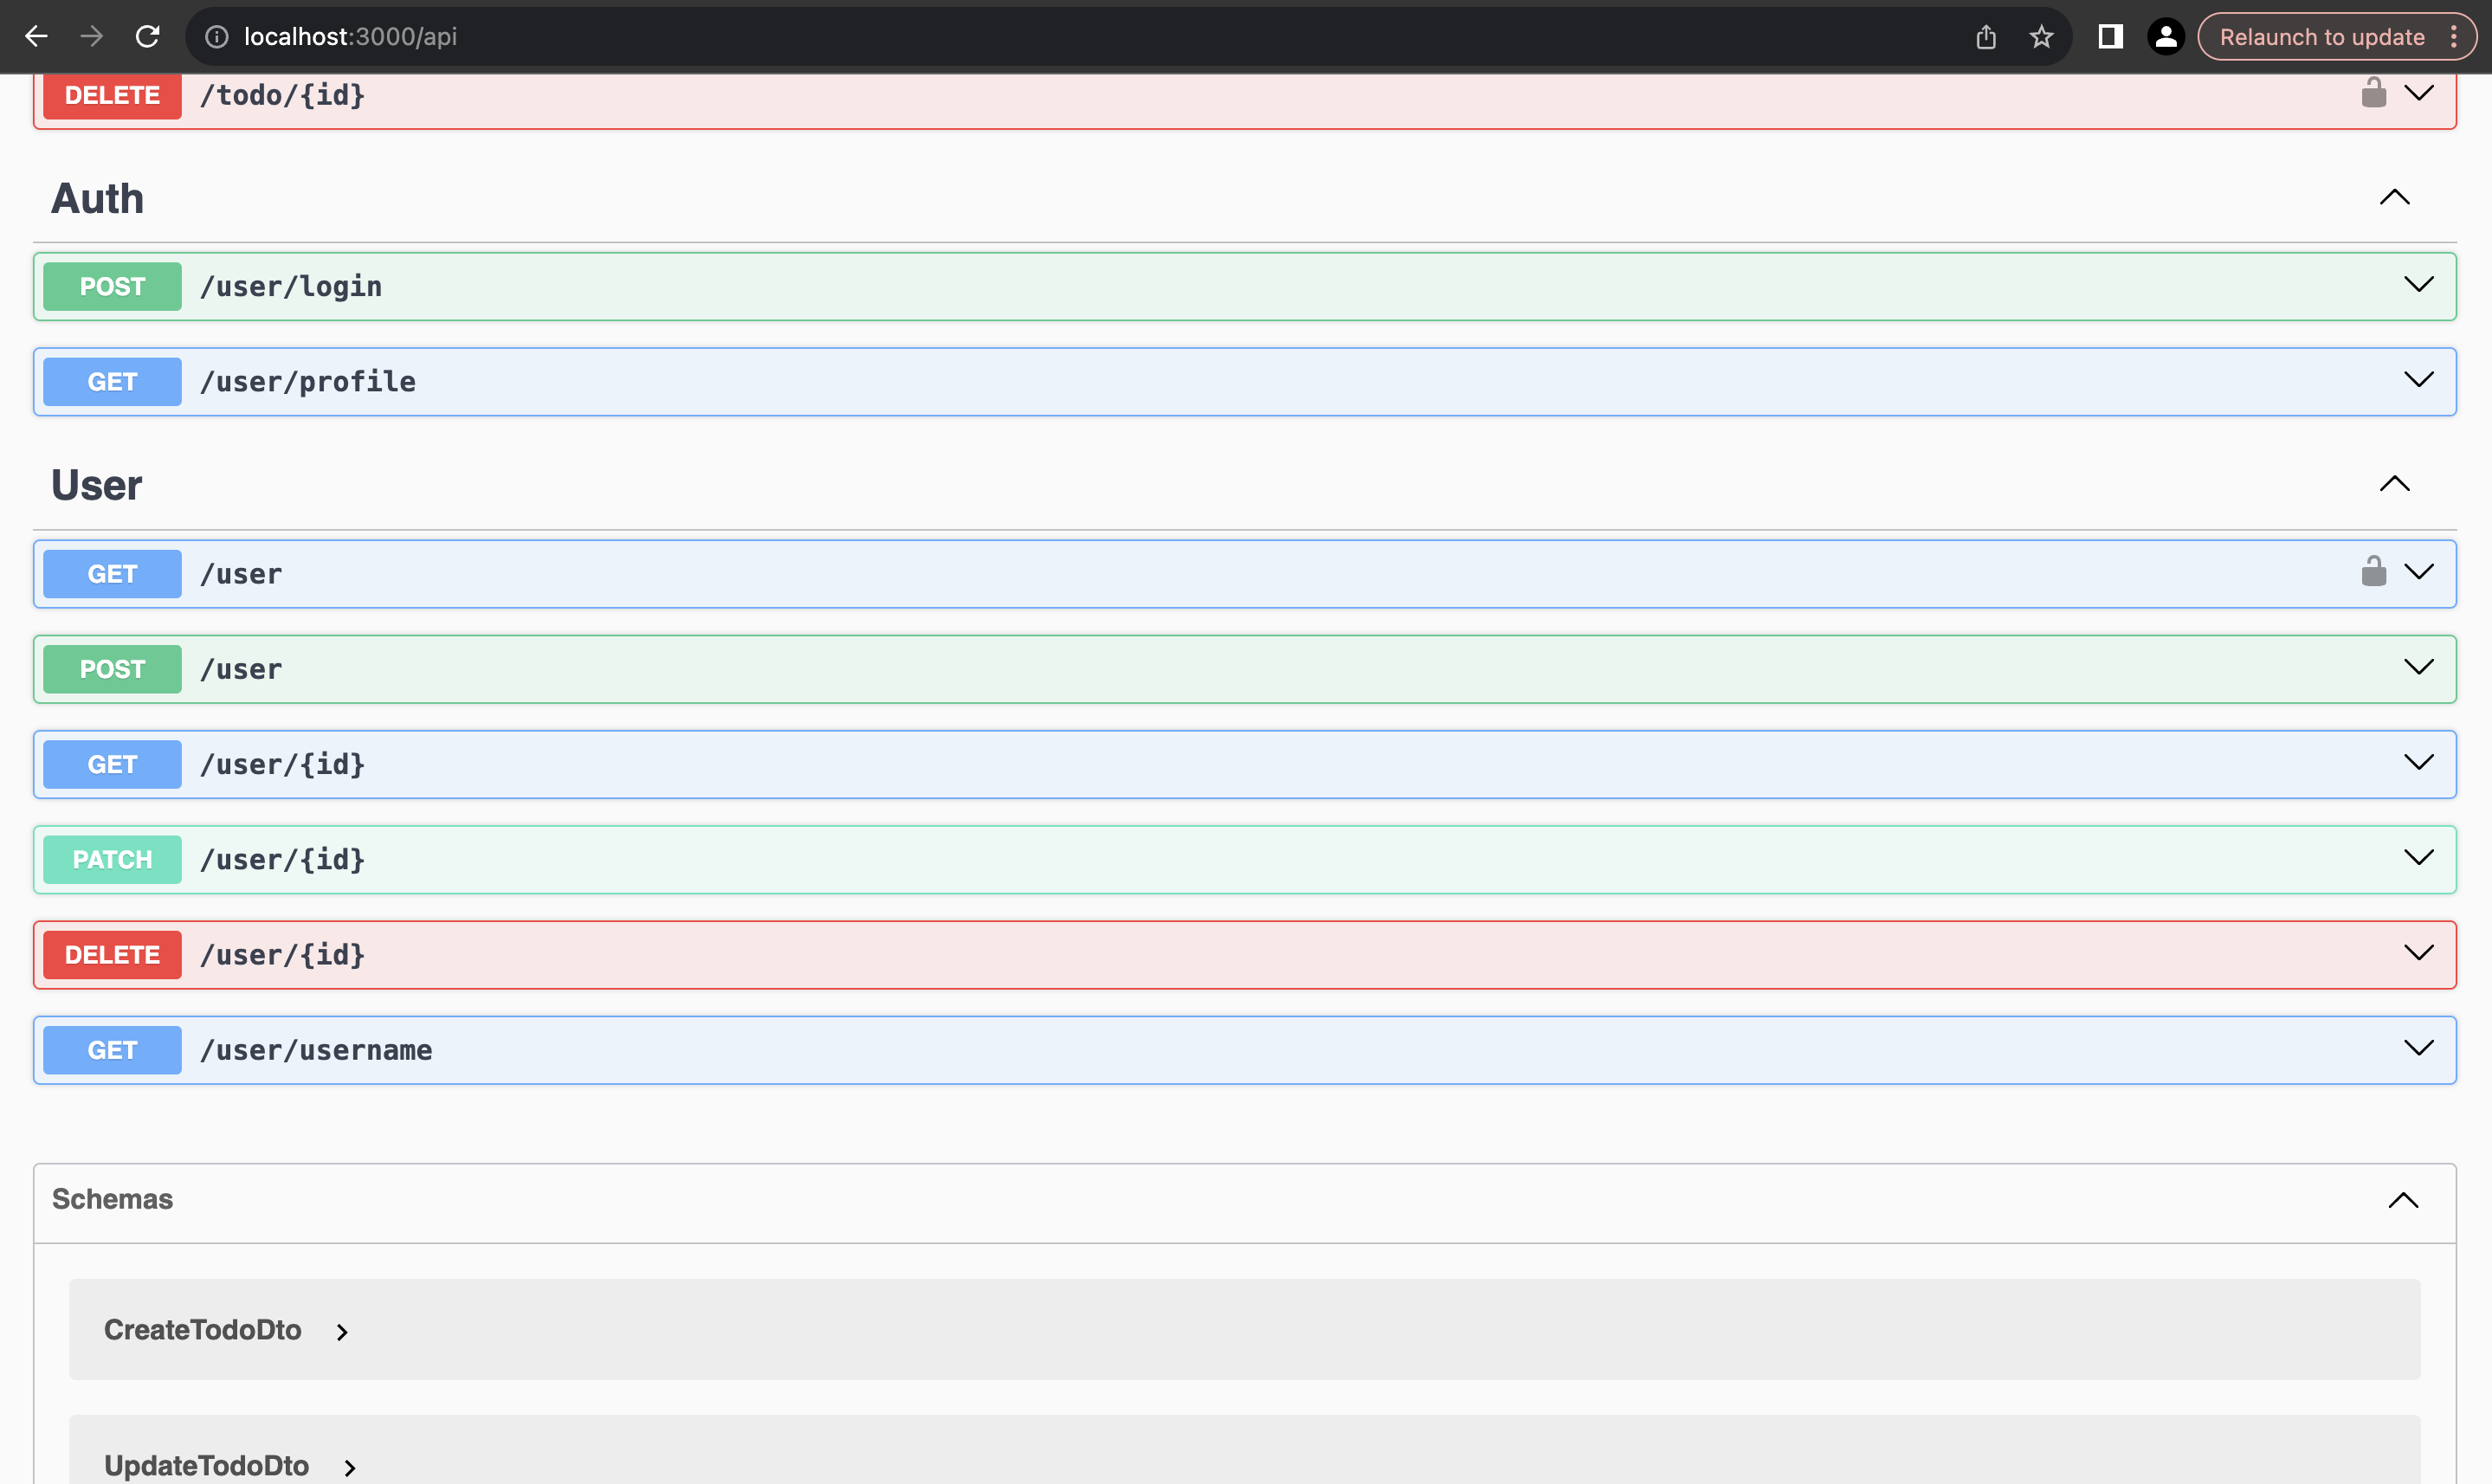 localhost:3000/api
Relaunch to update
DELETE /todo/{id}
Auth
POST /user/login
GET /user/profile
User
GET /user
POST /user
GET /user/{id}
PATCH /user/{id}
DELETE /user/{id}
GET /user/username
Schemas
CreateTodoDto
UpdateTodoDto